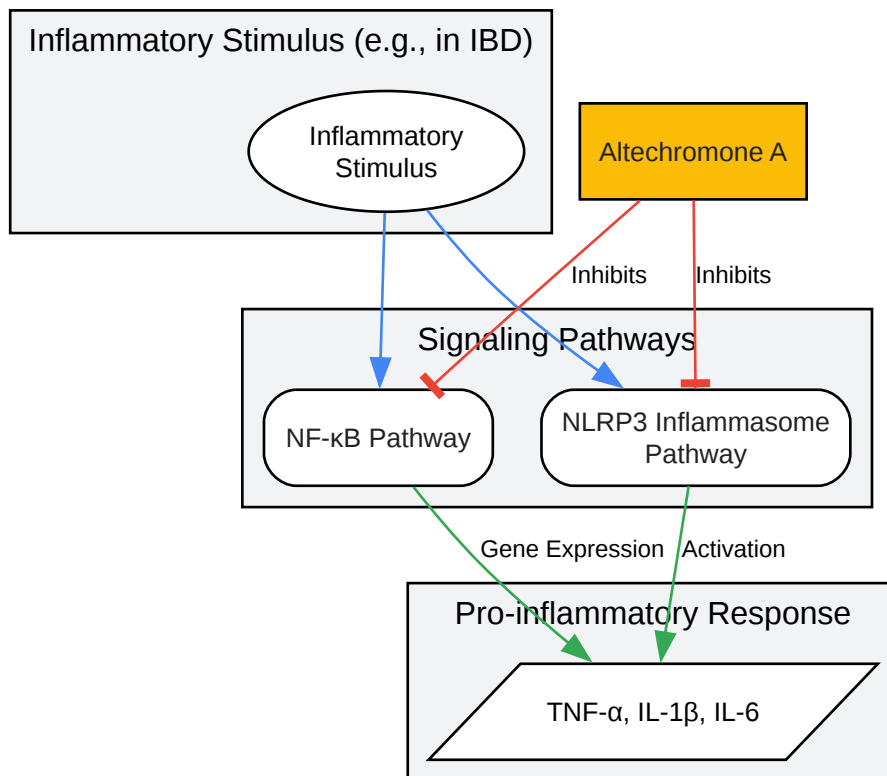 Inflammatory Stimulus (e.g., in IBD)
Inflammatory
Stimulus
Altechromone A
Inhibits
Inhibits
Signaling Pathways
NF-κB Pathway
NLRP3 Inflammasome
Pathway
Gene Expression
Activation
Pro-inflammatory Response
TNF-α, IL-1β, IL-6